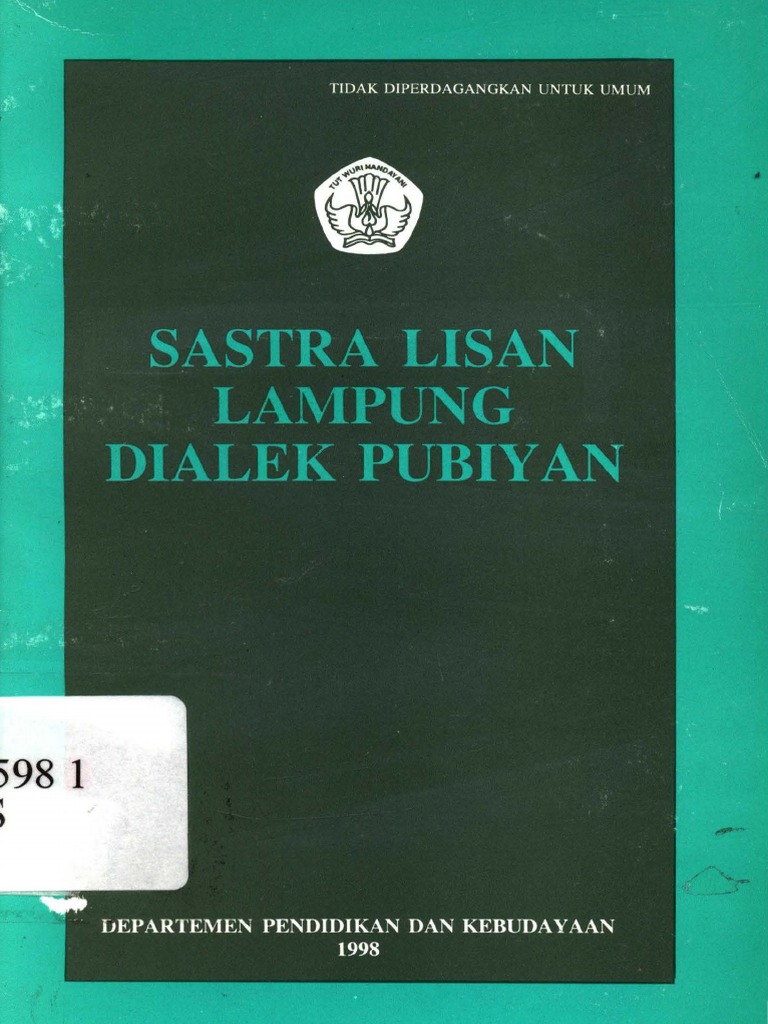 TIDAK DIPERDAGANGKAN UNTUK UMUM
TUT WURI HANDAYANI
SASTRA LISAN
LAMPUNG
DIALEK PUBIYAN
598 1
S
DEPARTEMEN PENDIDIKAN DAN KEBUDAYAAN
1998